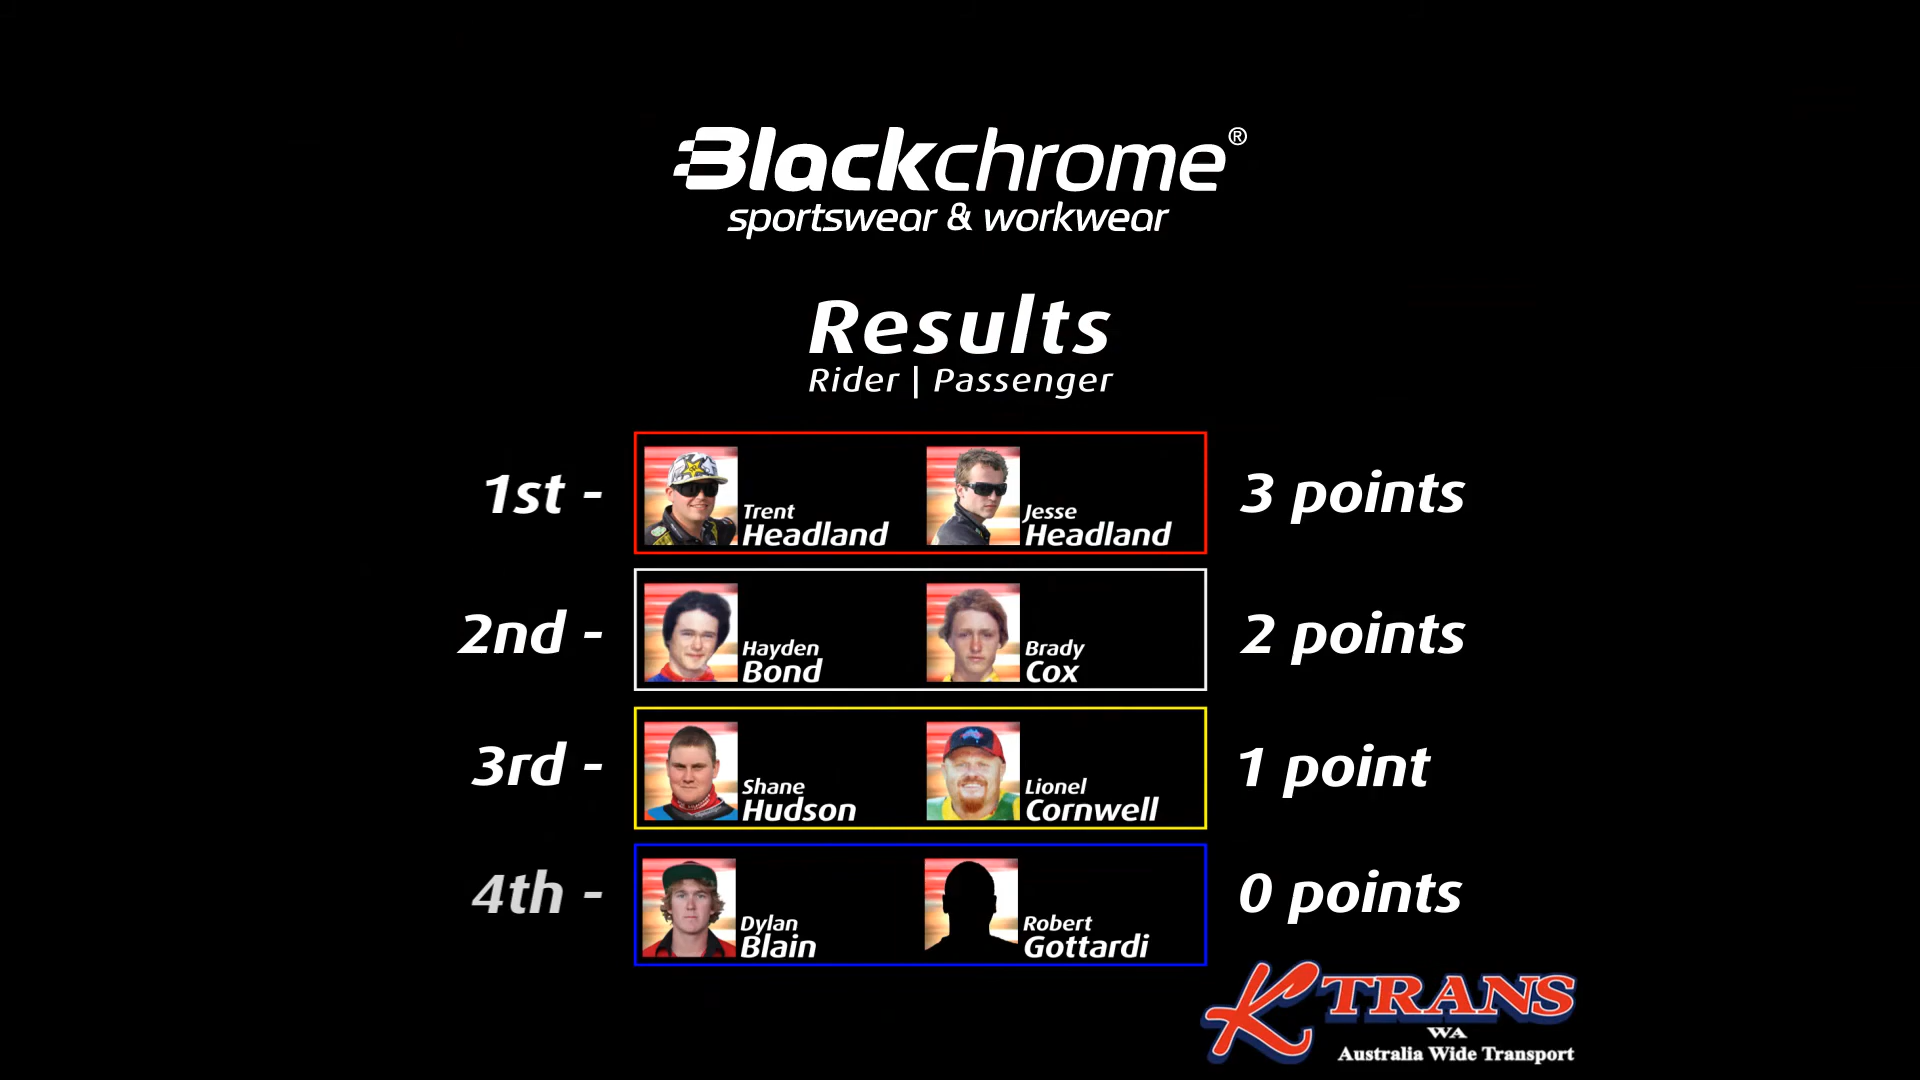 Blackchrome®
sportswear & workwear
Results
Rider | Passenger
1st - Trent Headland Jesse Headland 3 points
2nd - Hayden Bond Brady Cox 2 points
3rd - Shane Hudson Lionel Cornwell 1 point
4th - Dylan Blain Robert Gottardi 0 points
K TRANS
WA
Australia Wide Transport